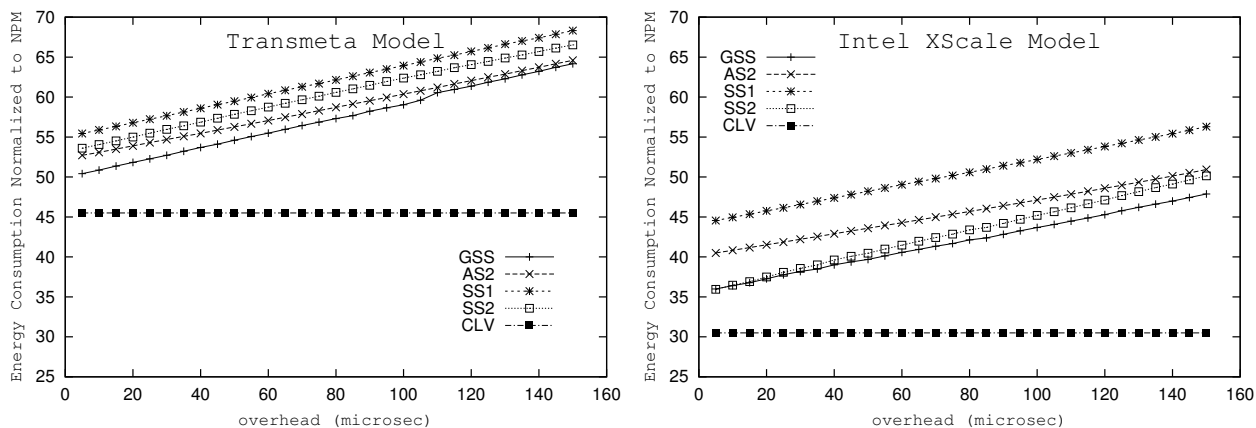 Energy Consumption Normalized to NPM
70
65
60
55
50
45
40
35
30
25
Transmeta Model
GSS
AS2
SS1
SS2
CLV
0 20 40 60 80 100 120 140 160
overhead (microsec)
Energy Consumption Normalized to NPM
70
65
60
55
50
45
40
35
30
25
Intel XScale Model
GSS
AS2
SS1
SS2
CLV
0 20 40 60 80 100 120 140 160
overhead (microsec)